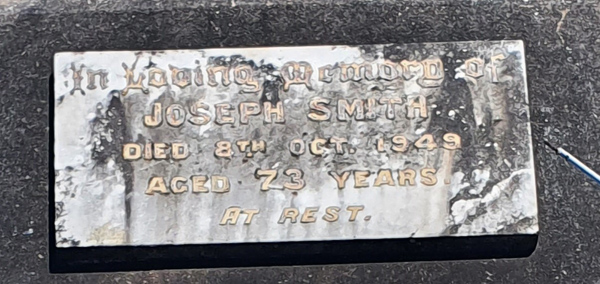 In Loving Memory of
JOSEPH SMITH
DIED 8TH OCT. 1949
AGED 73 YEARS.
AT REST.